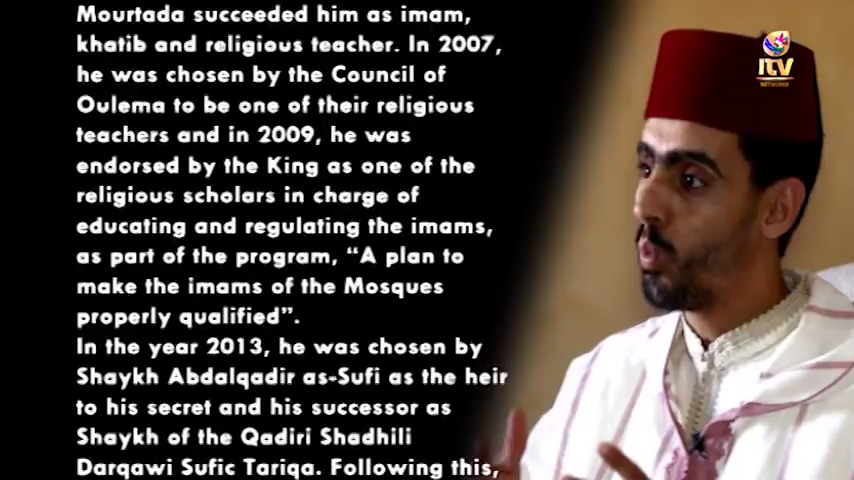 Mourtada succeeded him as imam,
khatib and religious teacher. In 2007,
he was chosen by the Council of
Oulema to be one of their religious
teachers and in 2009, he was
endorsed by the King as one of the
religious scholars in charge of
educating and regulating the imams,
as part of the program, “A plan to
make the imams of the Mosques
properly qualified”.
In the year 2013, he was chosen by
Shaykh Abdalqadir as-Sufi as the heir
to his secret and his successor as
Shaykh of the Qadiri Shadhili
Darqawi Sufic Tariqa. Following this,
ITV
NETWORKS